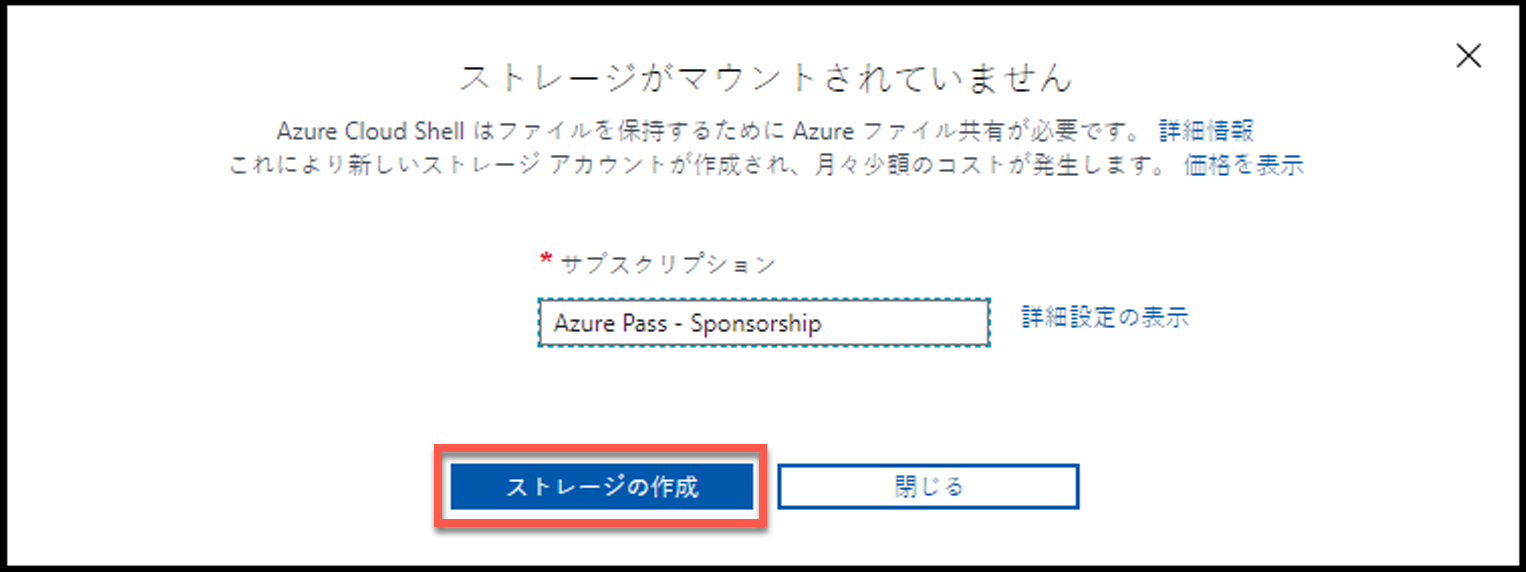 ストレージがマウントされていません
Azure Cloud Shell はファイルを保持するために Azure ファイル共有が必要です。 詳細情報
これにより新しいストレージ アカウントが作成され、月々少額のコストが発生します。 価格を表示
* サブスクリプション
Azure Pass - Sponsorship
詳細設定の表示
ストレージの作成
閉じる